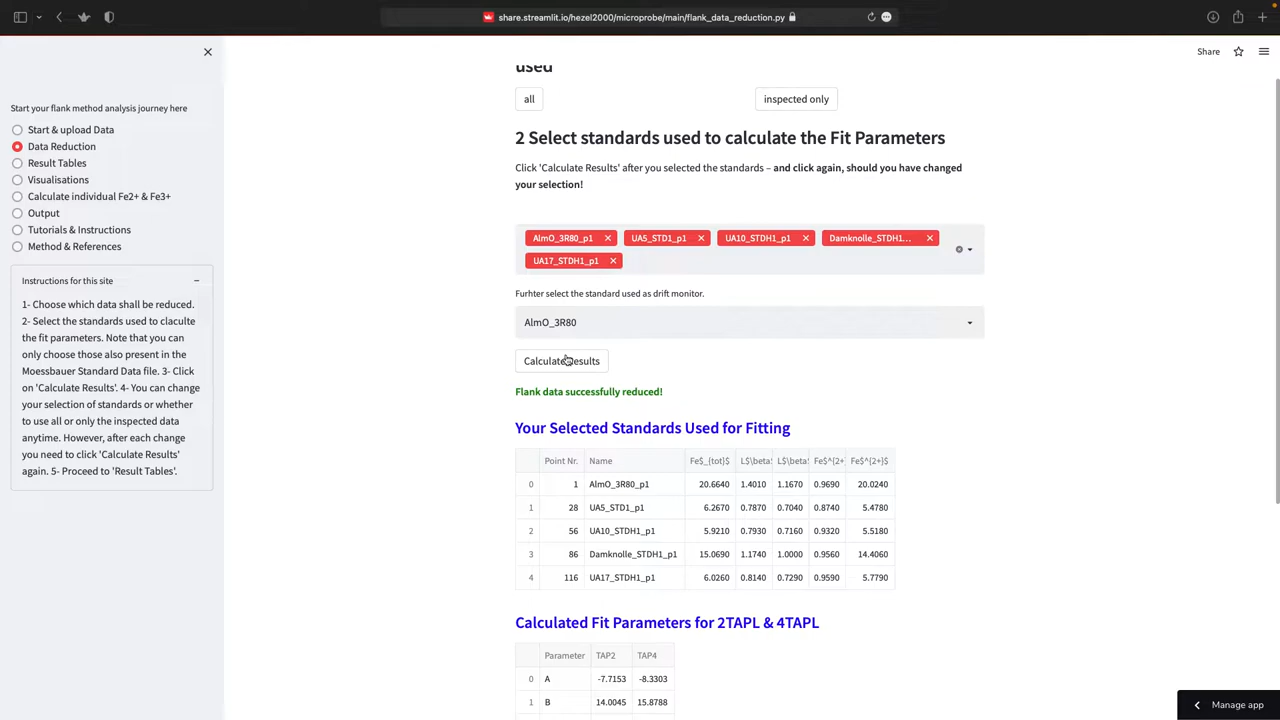 share.streamlit.io/hezel2000/microprobe/main/flank_data_reduction.py
Share
Start your flank method analysis journey here
Start & upload Data
Data Reduction
Result Tables
Visualisations
Calculate individual Fe2+ & Fe3+
Output
Tutorials & Instructions
Method & References
Instructions for this site
1- Choose which data shall be reduced.
2- Select the standards used to claculte
the fit parameters. Note that you can
only choose those also present in the
Moessbauer Standard Data file. 3- Click
on 'Calculate Results'. 4- You can change
your selection of standards or whether
to use all or only the inspected data
anytime. However, after each change
you need to click 'Calculate Results'
again. 5- Proceed to 'Result Tables'.
used
all
inspected only
2 Select standards used to calculate the Fit Parameters
Click 'Calculate Results' after you selected the standards – and click again, should you have changed
your selection!
AlmO_3R80_p1 UA5_STD1_p1 UA10_STDH1_p1 Damknolle_STDH1...
UA17_STDH1_p1
Furhter select the standard used as drift monitor.
AlmO_3R80
Calculate Results
Flank data successfully reduced!
Your Selected Standards Used for Fitting
Point Nr. Name Fe$_{tot}$ L$\beta$ L$\beta$ Fe$^{2+ Fe$^{2+}$
0 1 AlmO_3R80_p1 20.6640 1.4010 1.1670 0.9690 20.0240
1 28 UA5_STD1_p1 6.2670 0.7870 0.7040 0.8740 5.4780
2 56 UA10_STDH1_p1 5.9210 0.7930 0.7160 0.9320 5.5180
3 86 Damknolle_STDH1_p1 15.0690 1.1740 1.0000 0.9560 14.4060
4 116 UA17_STDH1_p1 6.0260 0.8140 0.7290 0.9590 5.7790
Calculated Fit Parameters for 2TAPL & 4TAPL
Parameter TAP2 TAP4
0 A -7.7153 -8.3303
1 B 14.0045 15.8788
Manage app